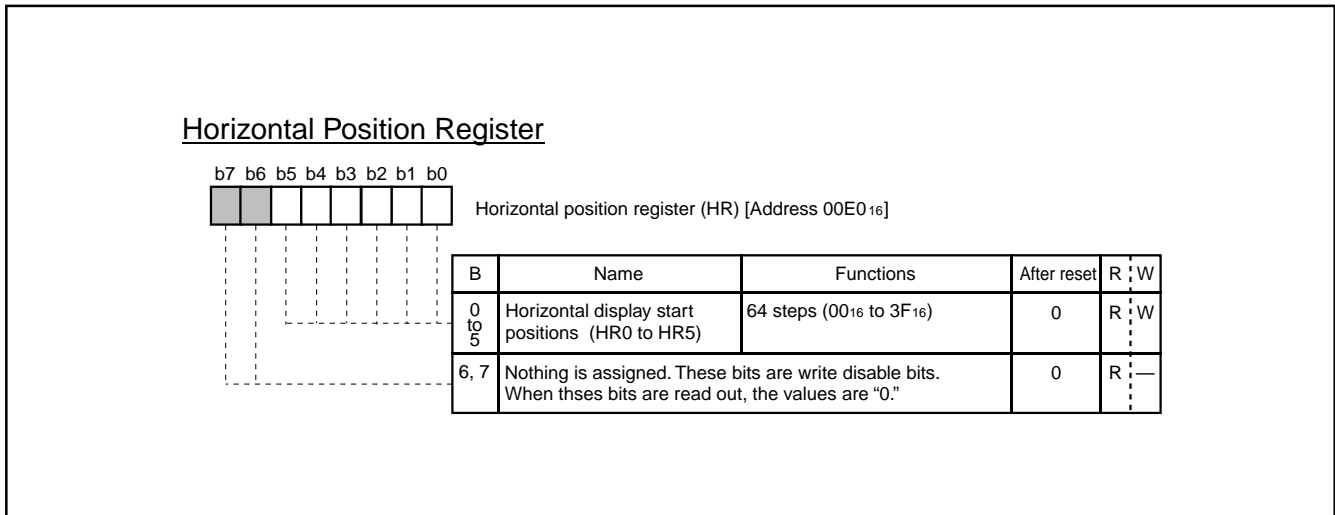 Horizontal Position Register
b7 b6 b5 b4 b3 b2 b1 b0
Horizontal position register (HR) [Address 00E016]
B Name Functions After reset R W
0 to 5 Horizontal display start positions (HR0 to HR5) 64 steps (0016 to 3F16) 0 R W
6, 7 Nothing is assigned. These bits are write disable bits. 0 R —
When thses bits are read out, the values are “0.”